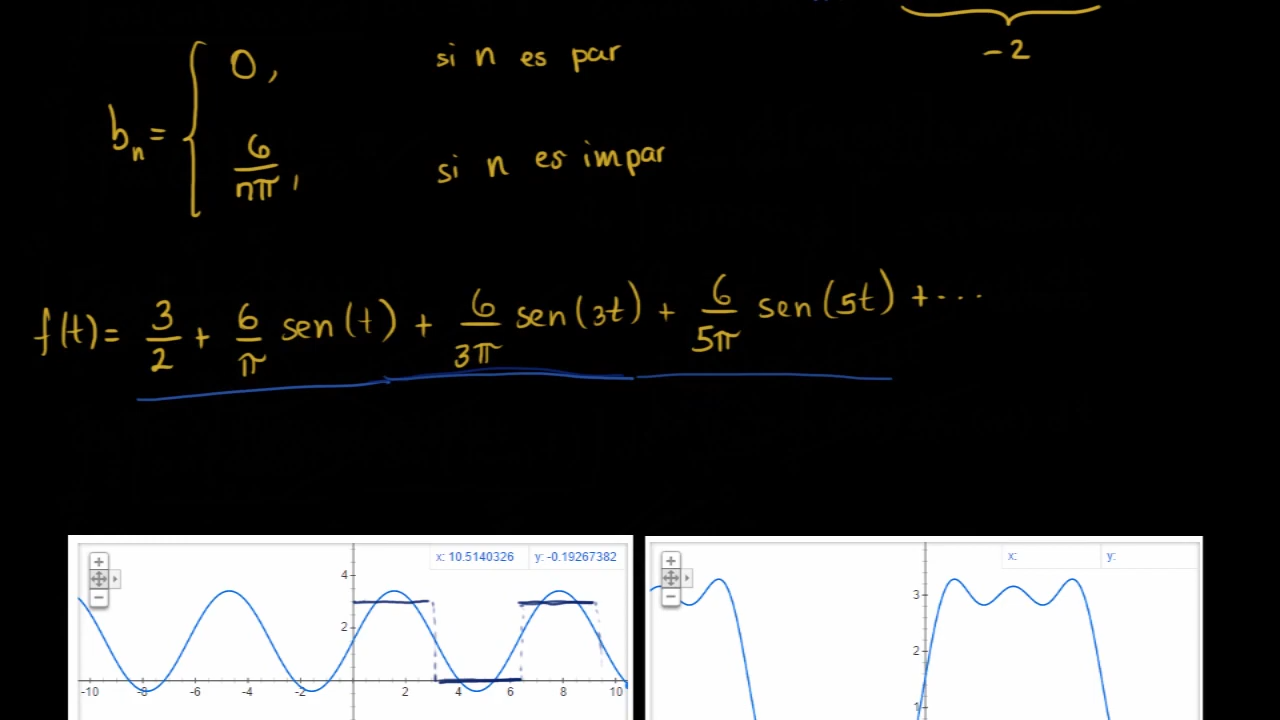 -2
0, si n es par
bn =
6/nπ, si n es impar
f(t) = 3/2 + 6/π sen(t) + 6/3π sen(3t) + 6/5π sen(5t) + ...
x: 10.5140326 y: -0.19267382
4
2
-10 -8 -6 -4 -2 2 4 6 8 10
x: y:
3
2
1